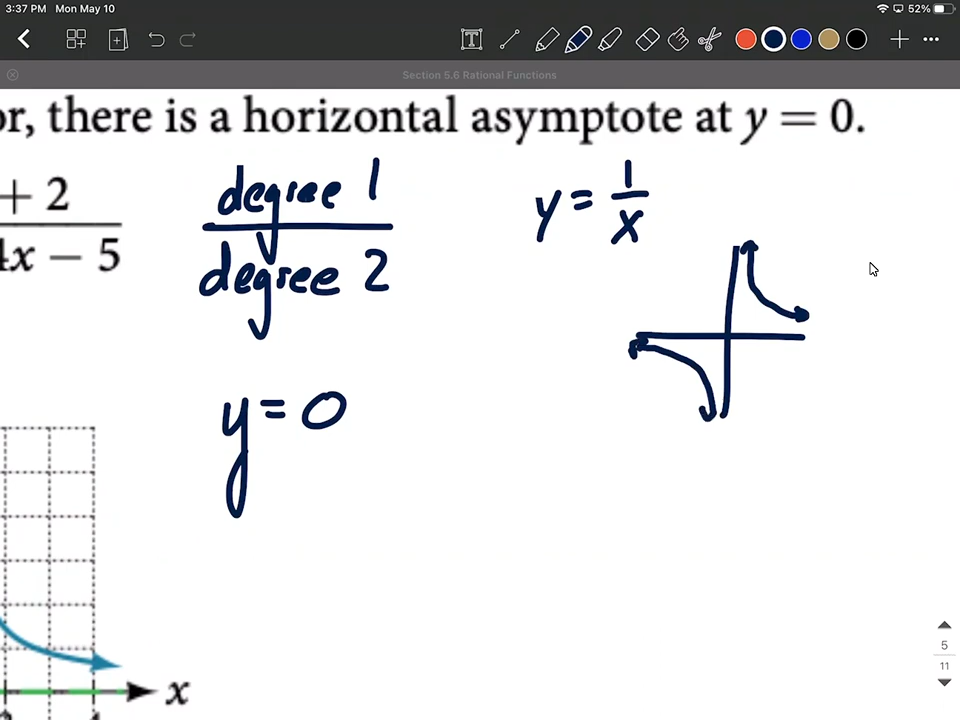 3:37 PM Mon May 10
52%
Section 5.6 Rational Functions
or, there is a horizontal asymptote at y = 0.
+ 2
4x − 5
degree 1
degree 2
y = 1/x
y = 0
x
5
11